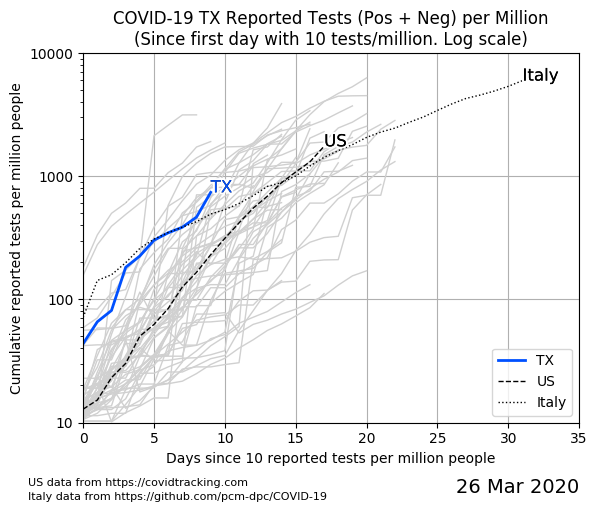 COVID-19 TX Reported Tests (Pos + Neg) per Million
(Since first day with 10 tests/million. Log scale)
Cumulative reported tests per million people
10000
1000
100
10
Italy
US
TX
TX
US
Italy
0 5 10 15 20 25 30 35
Days since 10 reported tests per million people
US data from https://covidtracking.com
Italy data from https://github.com/pcm-dpc/COVID-19
26 Mar 2020